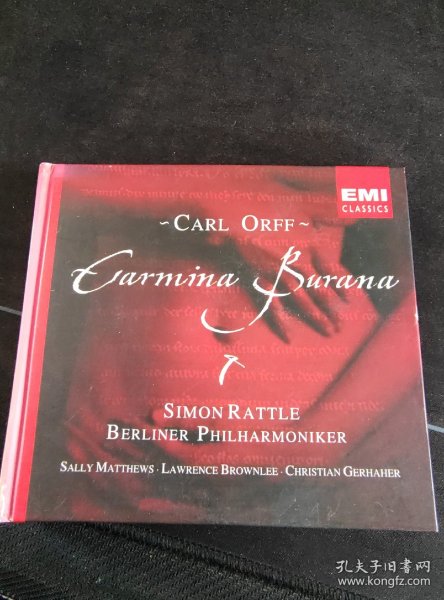 EMI
CLASSICS
~CARL ORFF~
Carmina Burana
SIMON RATTLE
BERLINER PHILHARMONIKER
SALLY MATTHEWS · LAWRENCE BROWNLEE · CHRISTIAN GERHAHER
孔夫子旧书网
www.kongfz.com